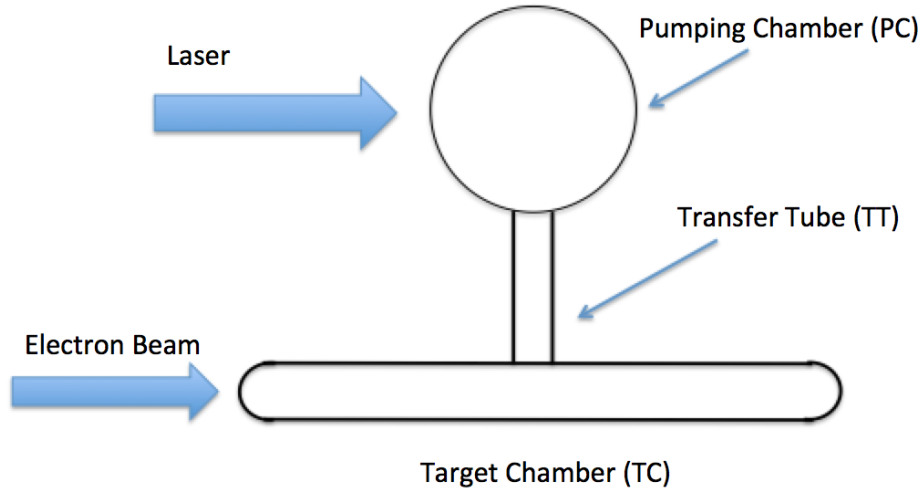 Pumping Chamber (PC)
Laser
Transfer Tube (TT)
Electron Beam
Target Chamber (TC)